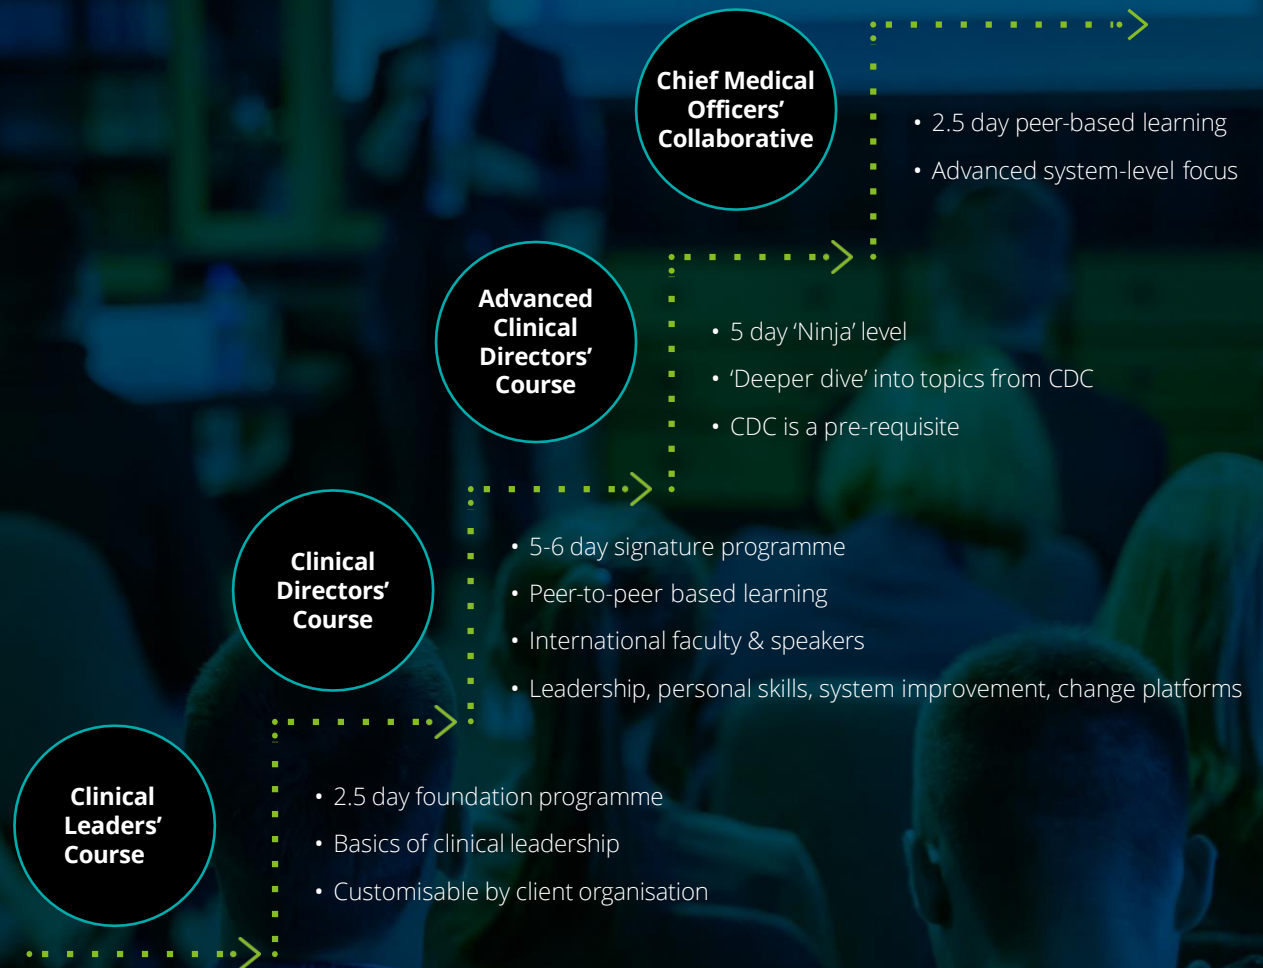 Chief Medical
Officers’
Collaborative
• 2.5 day peer-based learning
• Advanced system-level focus
Advanced
Clinical
Directors’
Course
• 5 day ‘Ninja’ level
• ‘Deeper dive’ into topics from CDC
• CDC is a pre-requisite
Clinical
Directors’
Course
• 5-6 day signature programme
• Peer-to-peer based learning
• International faculty & speakers
• Leadership, personal skills, system improvement, change platforms
Clinical
Leaders’
Course
• 2.5 day foundation programme
• Basics of clinical leadership
• Customisable by client organisation